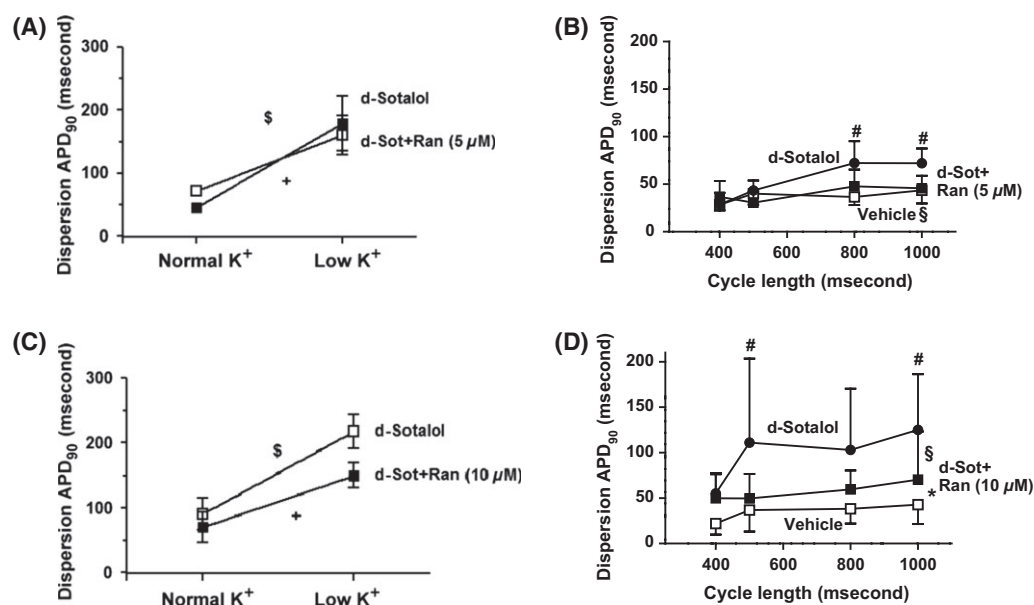 (A)
Dispersion APD90 (msecond)
300
200
100
0
$
+
d-Sotalol
d-Sot+Ran (5 µM)
Normal K+
Low K+
(B)
Dispersion APD90 (msecond)
200
150
100
50
0
#
#
d-Sotalol
d-Sot+
Ran (5 µM)
Vehicle §
400
600
800
1000
Cycle length (msecond)
(C)
Dispersion APD90 (msecond)
300
200
100
0
$
+
d-Sotalol
d-Sot+Ran (10 µM)
Normal K+
Low K+
(D)
Dispersion APD90 (msecond)
200
150
100
50
0
#
#
d-Sotalol
§
d-Sot+
Ran (10 µM)
*
Vehicle
400
600
800
1000
Cycle length (msecond)